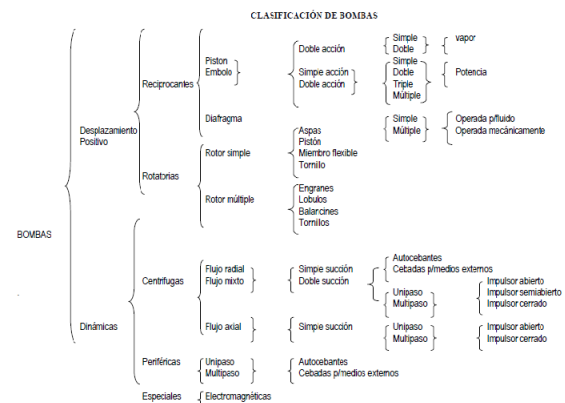 CLASIFICACIÓN DE BOMBAS
BOMBAS
Desplazamiento
Positivo
Reciprocantes
Piston
Embolo
Doble acción
Simple
Doble
vapor
Simple acción
Doble acción
Simple
Doble
Triple
Múltiple
Potencia
Diafragma
Simple
Múltiple
Operada p/fluido
Operada mecánicamente
Rotatorias
Rotor simple
Aspas
Pistón
Miembro flexible
Tornillo
Rotor múltiple
Engranes
Lobulos
Balancines
Tornillos
Dinámicas
Centrifugas
Flujo radial
Flujo mixto
Simple succión
Doble succión
Autocebantes
Cebadas p/medios externos
Unipaso
Multipaso
Impulsor abierto
Impulsor semiabierto
Impulsor cerrado
Flujo axial
Simple succión
Unipaso
Multipaso
Impulsor abierto
Impulsor cerrado
Periféricas
Unipaso
Multipaso
Autocebantes
Cebadas p/medios externos
Especiales
Electromagnéticas